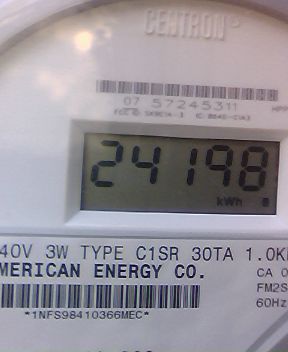 CENTRON
07 57245311
24198
kWh
40V 3W TYPE C1SR 30TA 1.0K
MERICAN ENERGY CO.
CA 0
FM2S
60Hz
*1NFS98410366MEC*